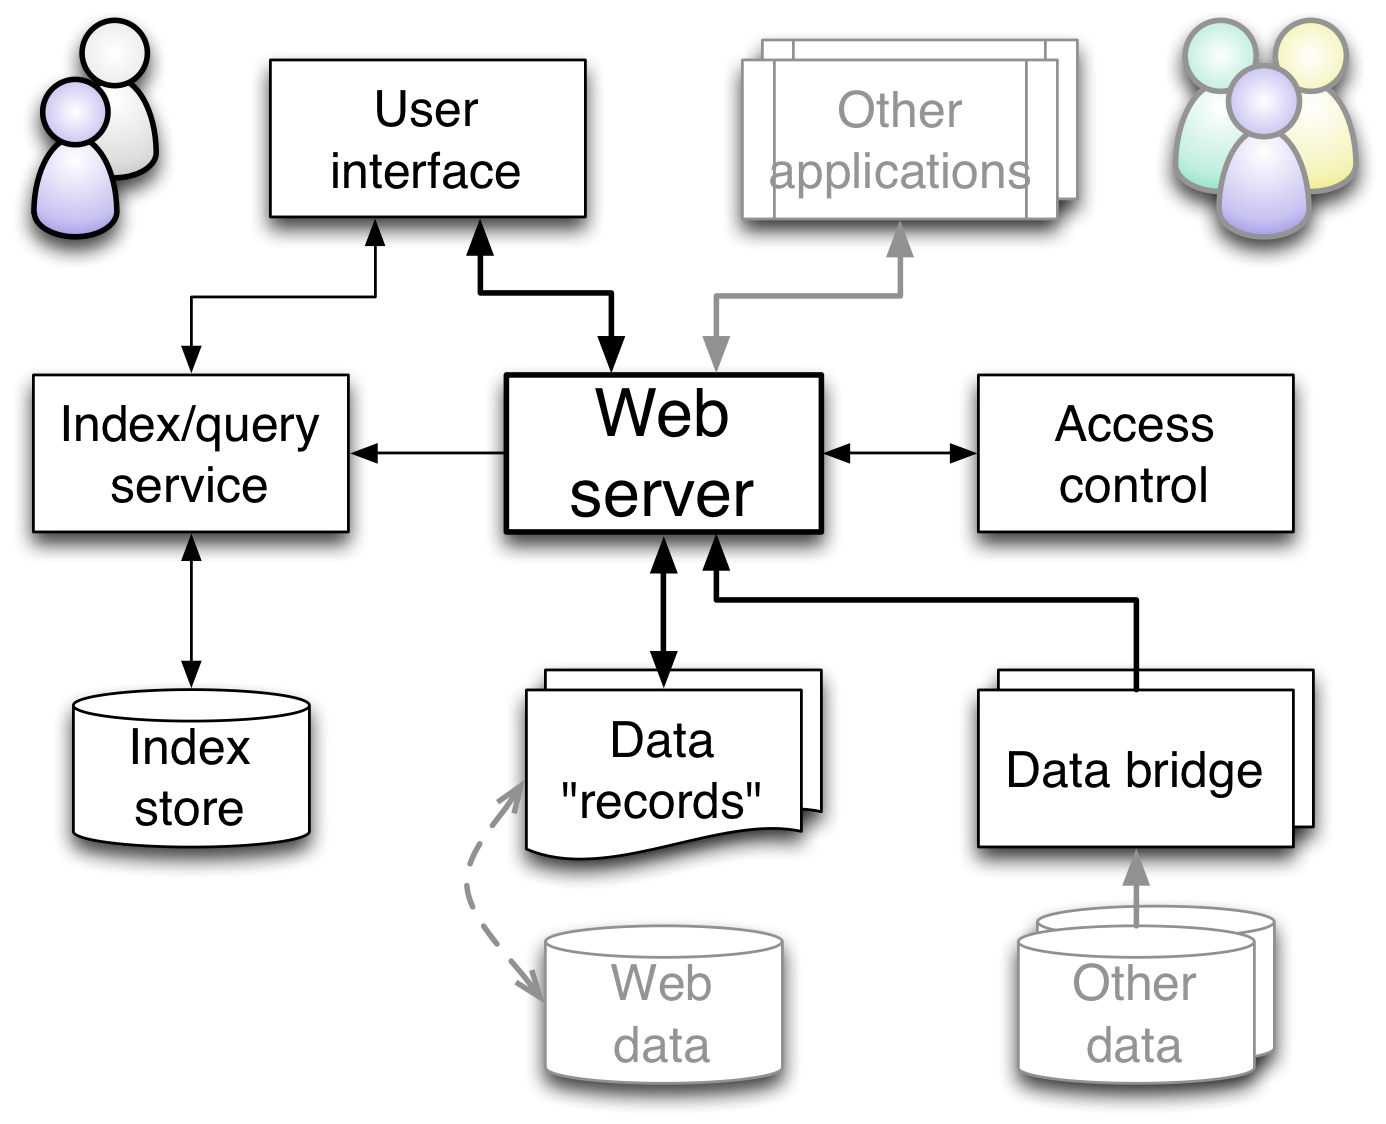 User
interface
Other
applications
Index/query
service
Web
server
Access
control
Index
store
Data
"records"
Data bridge
Web
data
Other
data